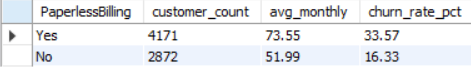 PaperlessBilling customer_count avg_monthly churn_rate_pct
Yes 4171 73.55 33.57
No 2872 51.99 16.33